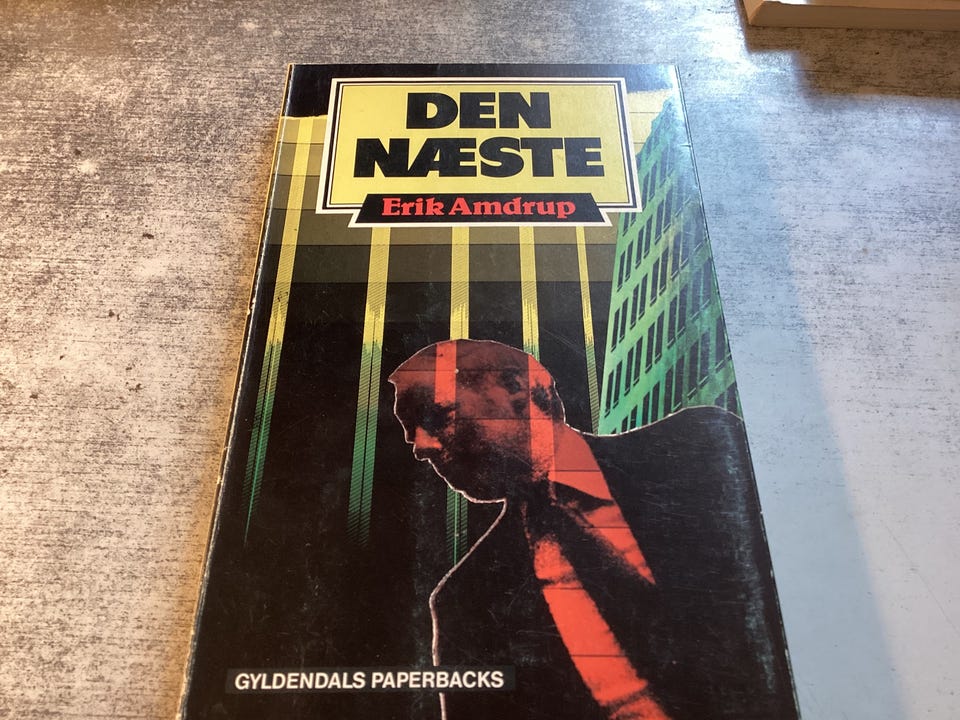 DEN
NÆSTE
Erik Amdrup
GYLDENDALS PAPERBACKS